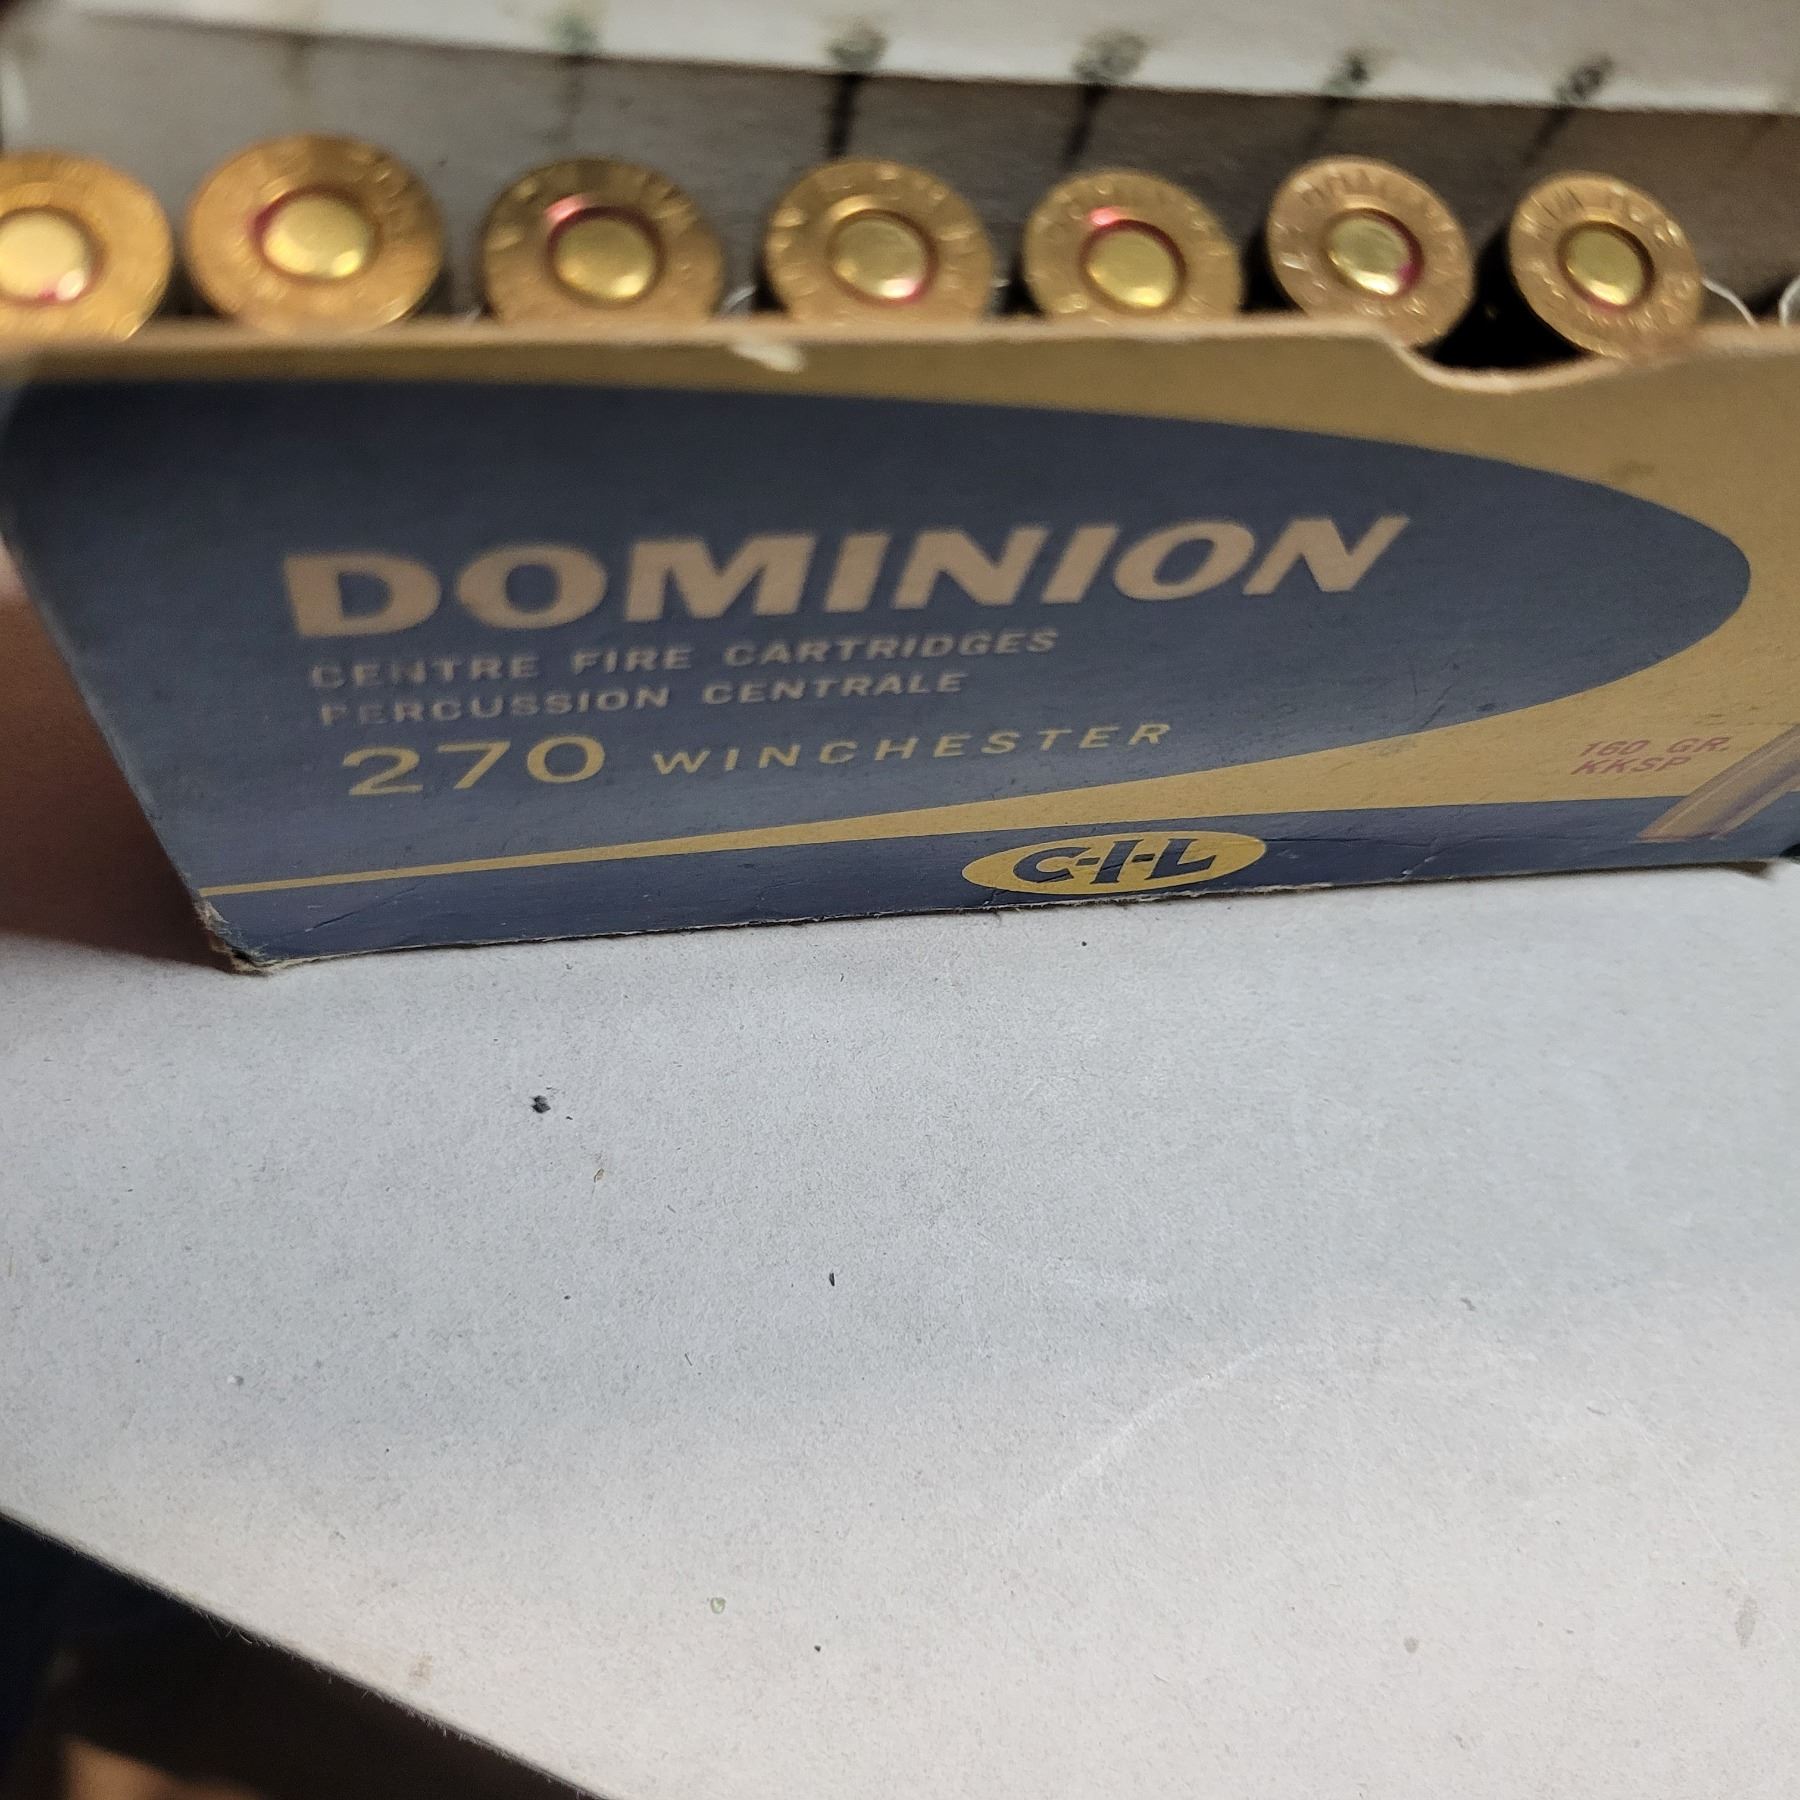 DOMINION
CENTRE FIRE CARTRIDGES
PERCUSSION CENTRALE
270 WINCHESTER
160 GR.
KKSP
C-I-L